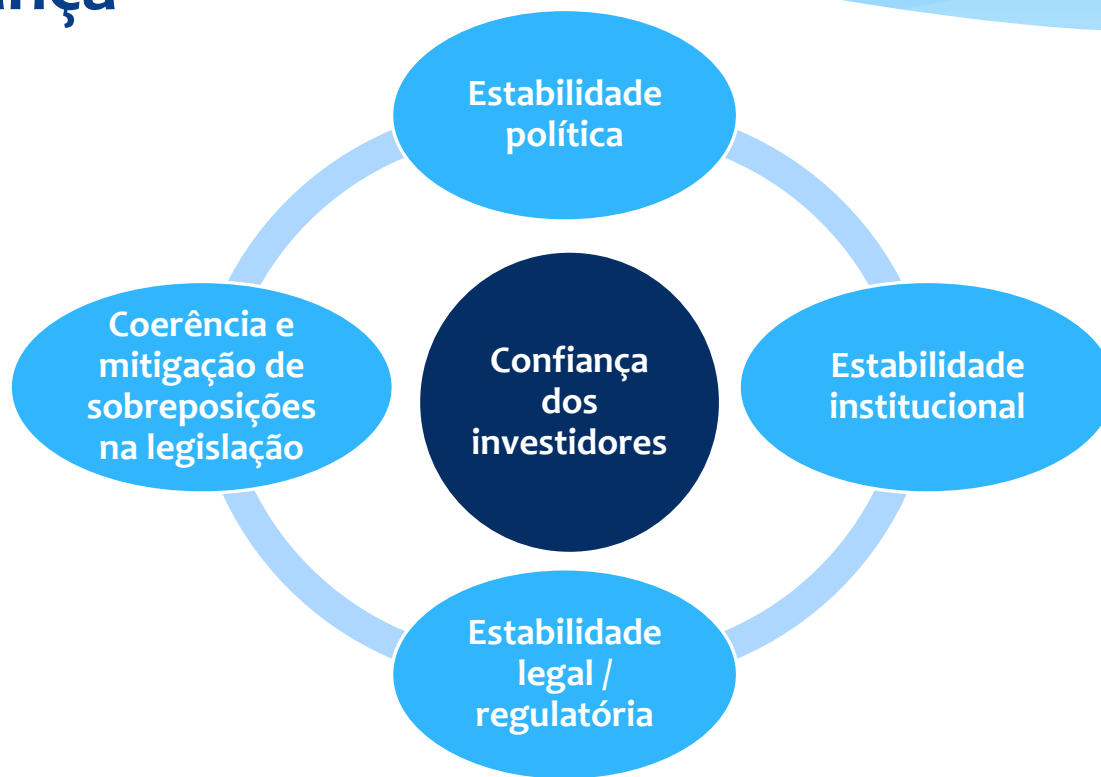 Estabilidade
política
Coerência e
mitigação de
sobreposições
na legislação
Confiança
dos
investidores
Estabilidade
institucional
Estabilidade
legal /
regulatória